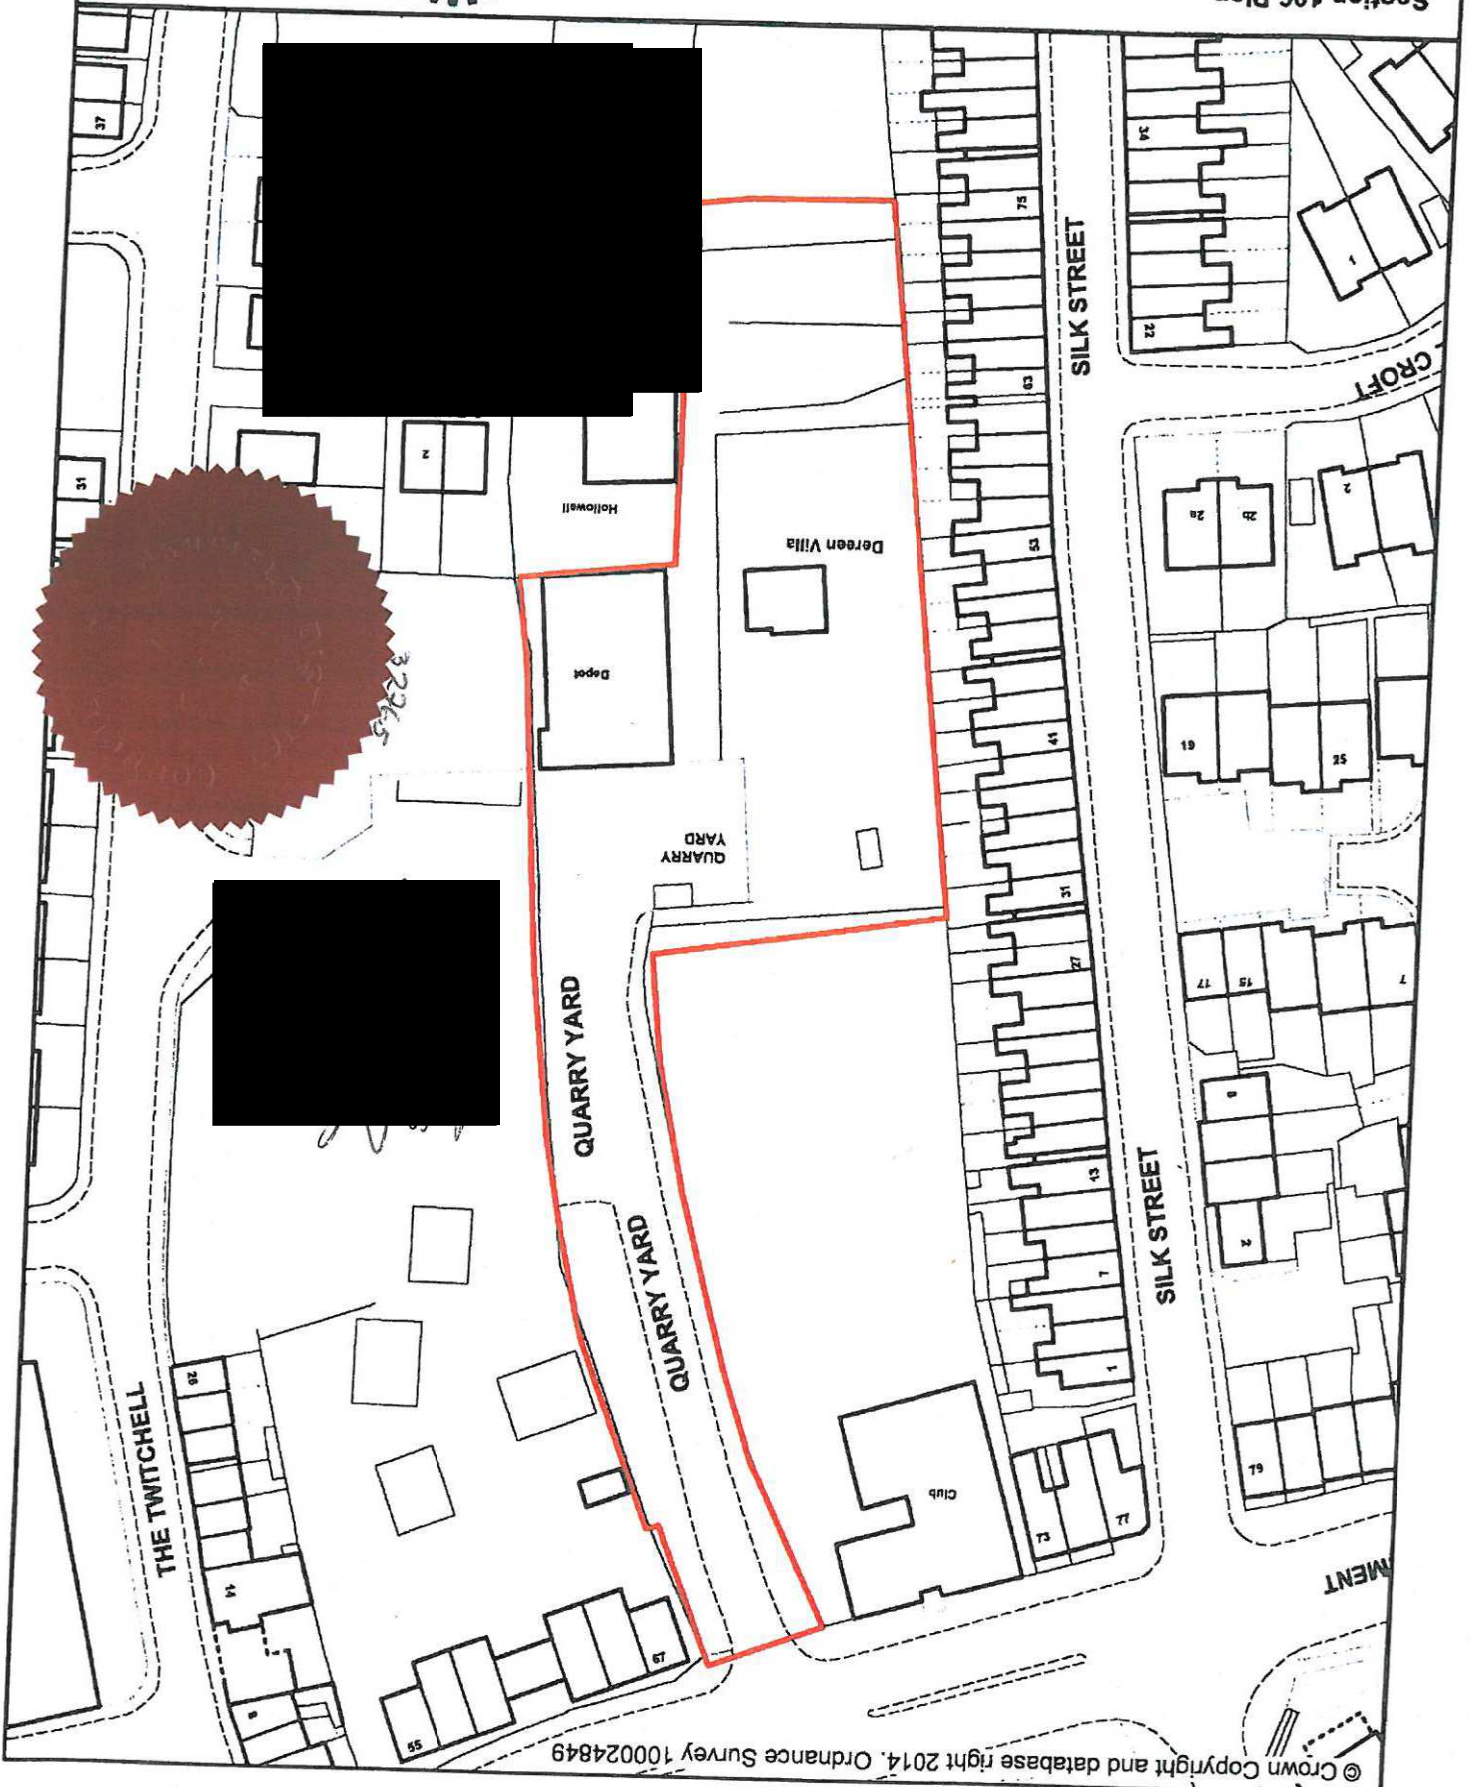 Section 106 Plan
37
34
75
1
SILK STREET
22
63
CROFT
31
2
Hollowell
2a
2b
2
53
Dereen Villa
Depot
32265
41
19
25
QUARRY
YARD
31
27
17
15
7
QUARRY YARD
13
8
SILK STREET
2
QUARRY YARD
7
1
26
THE TWITCHELL
79
Club
73
77
14
MENT
67
8
55
© Crown Copyright and database right 2014. Ordnance Survey 100024849